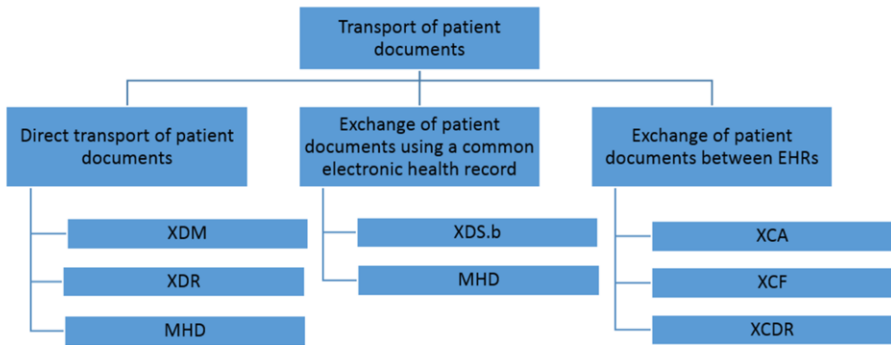 Transport of patient
documents
Direct transport of patient
documents
XDM
XDR
MHD
Exchange of patient
documents using a common
electronic health record
XDS.b
MHD
Exchange of patient
documents between EHRs
XCA
XCF
XCDR